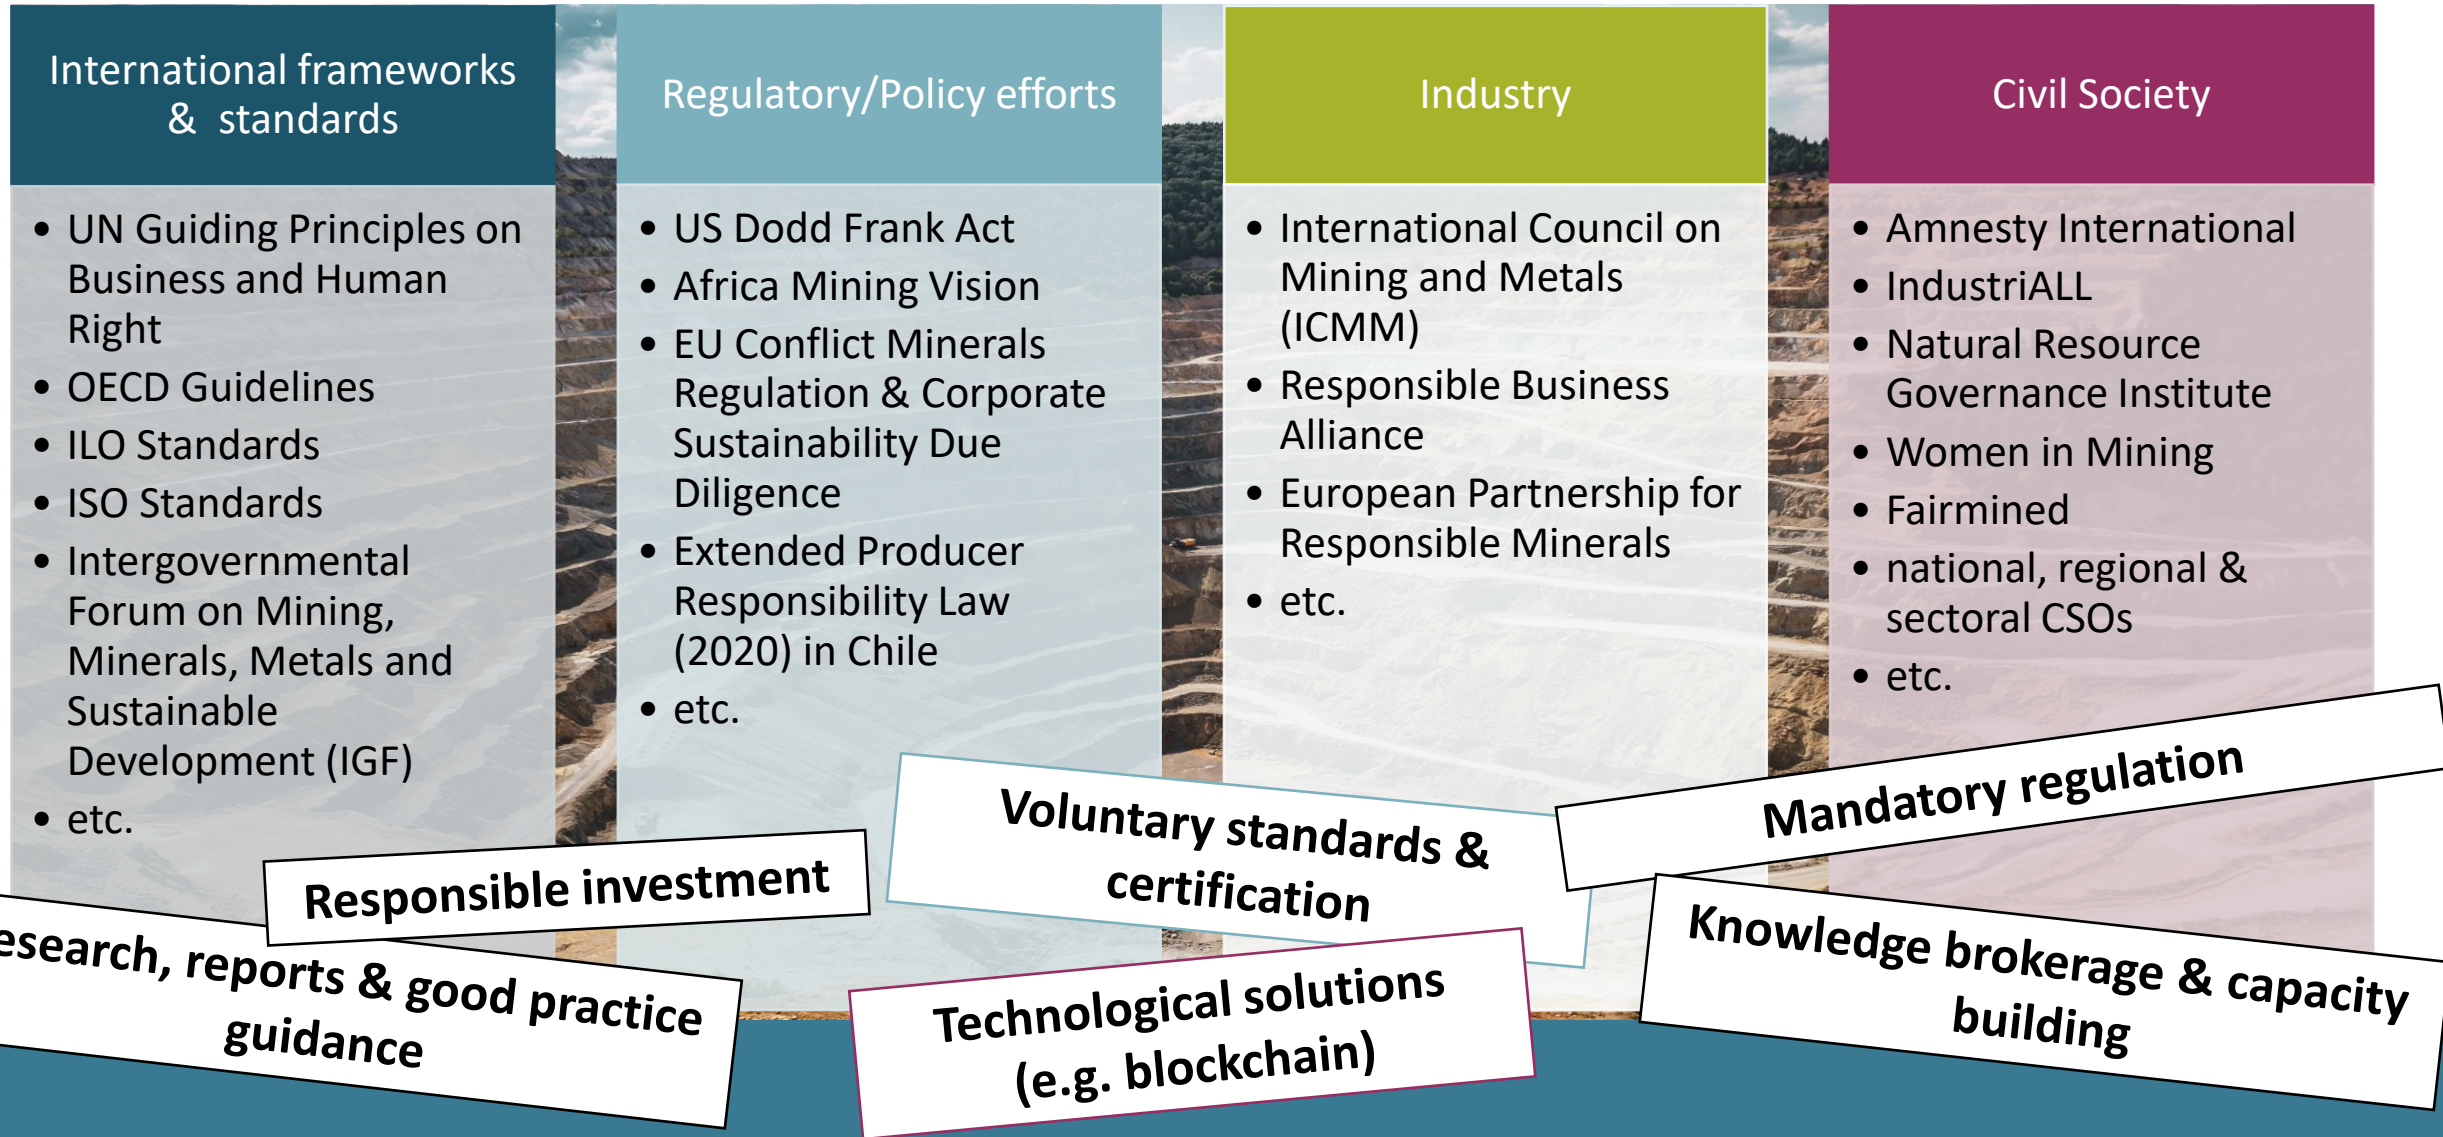 International frameworks
& standards
• UN Guiding Principles on
Business and Human
Right
• OECD Guidelines
• ILO Standards
• ISO Standards
• Intergovernmental
Forum on Mining,
Minerals, Metals and
Sustainable
Development (IGF)
• etc.
Regulatory/Policy efforts
• US Dodd Frank Act
• Africa Mining Vision
• EU Conflict Minerals
Regulation & Corporate
Sustainability Due
Diligence
• Extended Producer
Responsibility Law
(2020) in Chile
• etc.
Industry
• International Council on
Mining and Metals
(ICMM)
• Responsible Business
Alliance
• European Partnership for
Responsible Minerals
• etc.
Civil Society
• Amnesty International
• IndustriALL
• Natural Resource
Governance Institute
• Women in Mining
• Fairmined
• national, regional &
sectoral CSOs
• etc.
Responsible investment
esearch, reports & good practice
guidance
Voluntary standards &
certification
Technological solutions
(e.g. blockchain)
Mandatory regulation
Knowledge brokerage & capacity
building